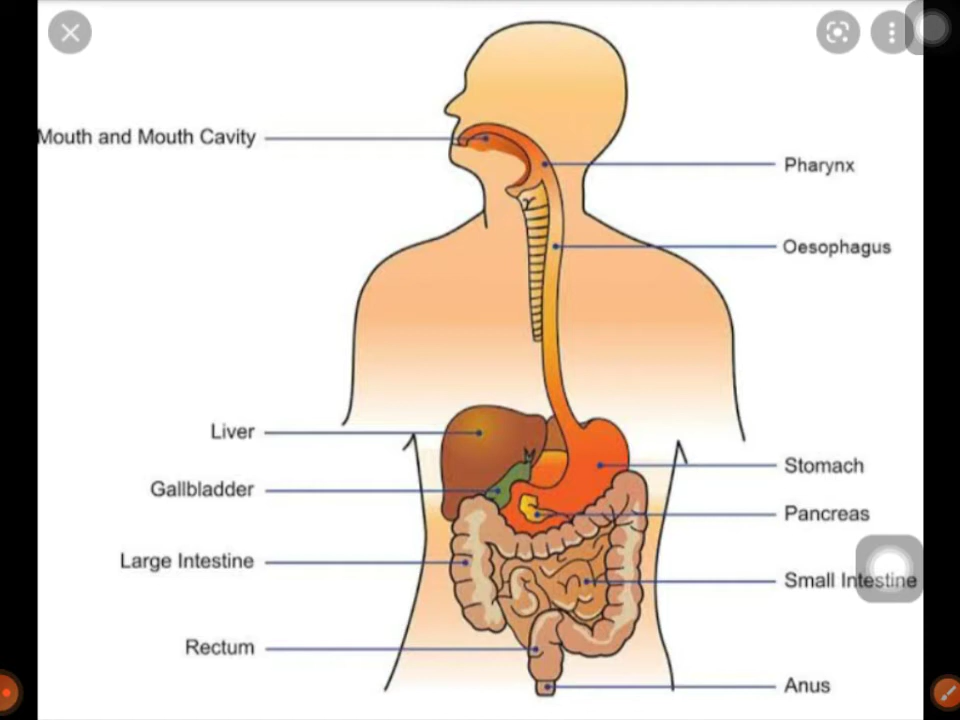 Mouth and Mouth Cavity
Pharynx
Oesophagus
Liver
Stomach
Gallbladder
Pancreas
Large Intestine
Small Intestine
Rectum
Anus